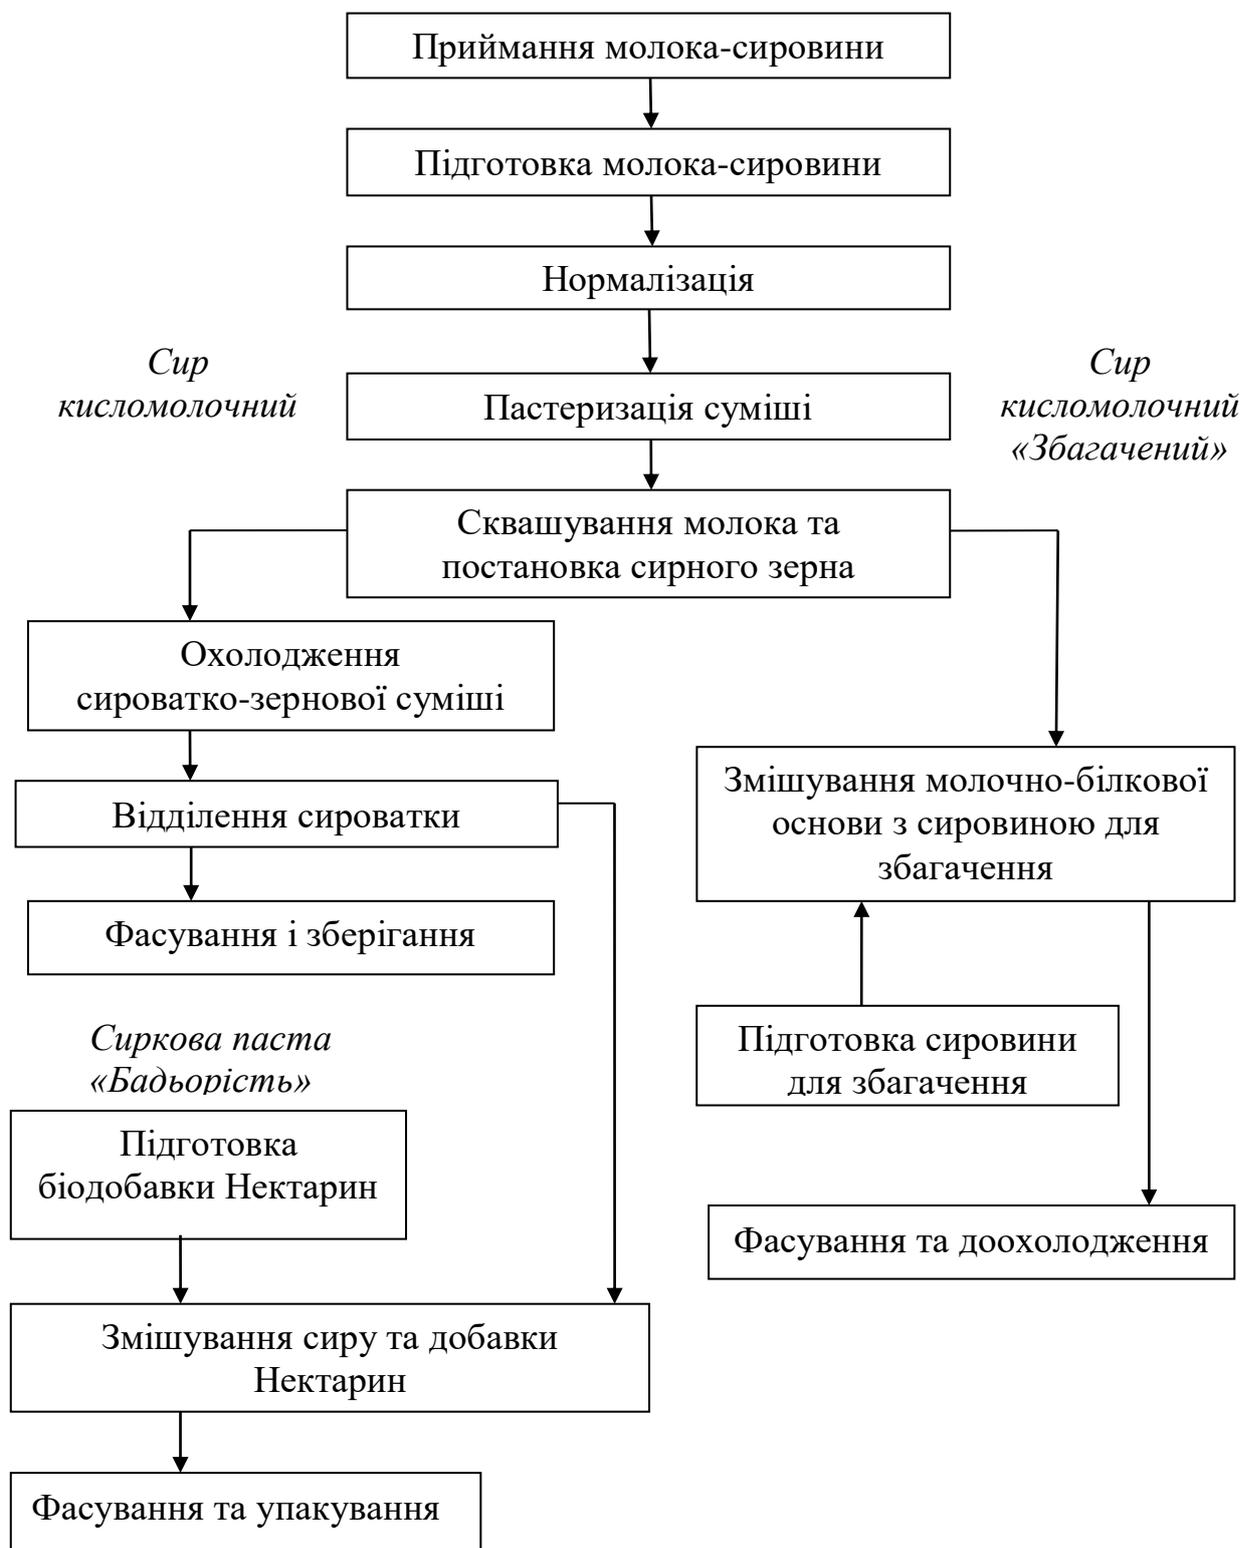 Приймання молока-сировини
Підготовка молока-сировини
Нормалізація
Сир
кисломолочний
Пастеризація суміші
Сир
кисломолочний
«Збагачений»
Сквашування молока та
постановка сирного зерна
Охолодження
сироватко-зернової суміші
Відділення сироватки
Фасування і зберігання
Змішування молочно-білкової
основи з сировиною для
збагачення
Підготовка сировини
для збагачення
Фасування та доохолодження
Сиркова паста
«Бадьорість»
Підготовка
біодобавки Нектарин
Змішування сиру та добавки
Нектарин
Фасування та упакування